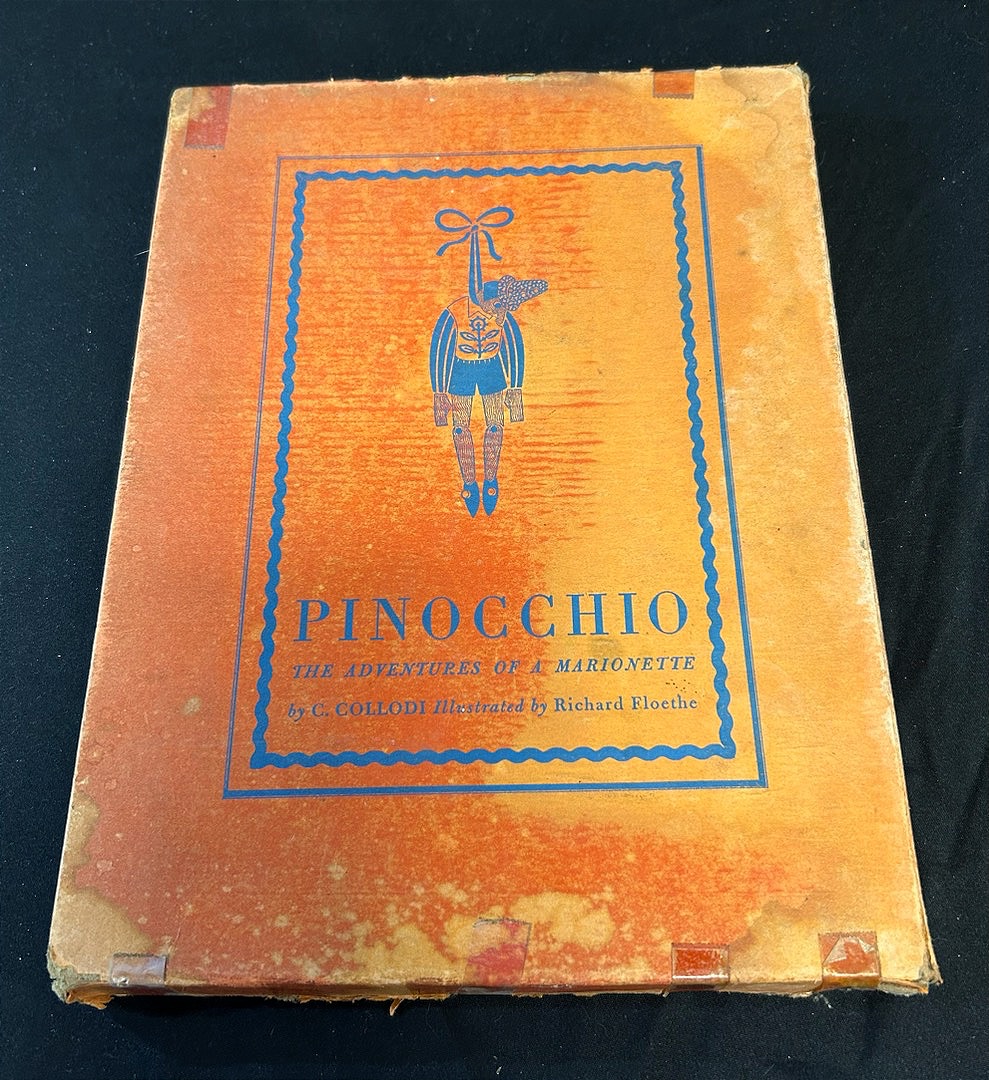 PINOCCHIO
THE ADVENTURES OF A MARIONETTE
by C. COLLODI Illustrated by Richard Floethe